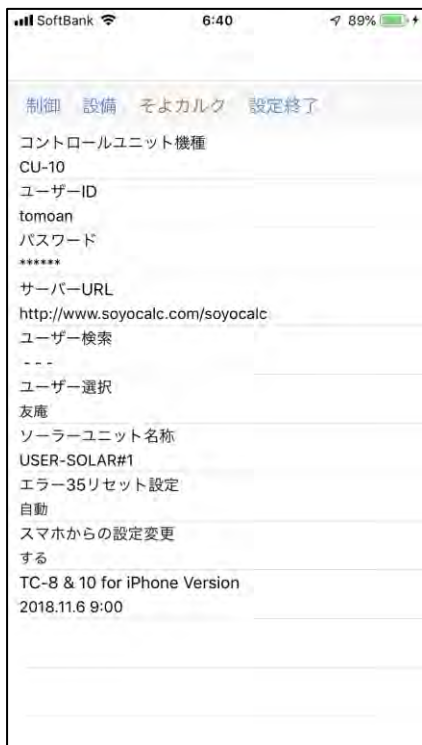 SoftBank 6:40 89%
制御 設備 そよカルク 設定終了
コントロールユニット機種
CU-10
ユーザーID
tomoan
パスワード
******
サーバーURL
http://www.soyocalc.com/soyocalc
ユーザー検索
- - -
ユーザー選択
友庵
ソーラーユニット名称
USER-SOLAR#1
エラー35リセット設定
自動
スマホからの設定変更
する
TC-8 & 10 for iPhone Version
2018.11.6 9:00